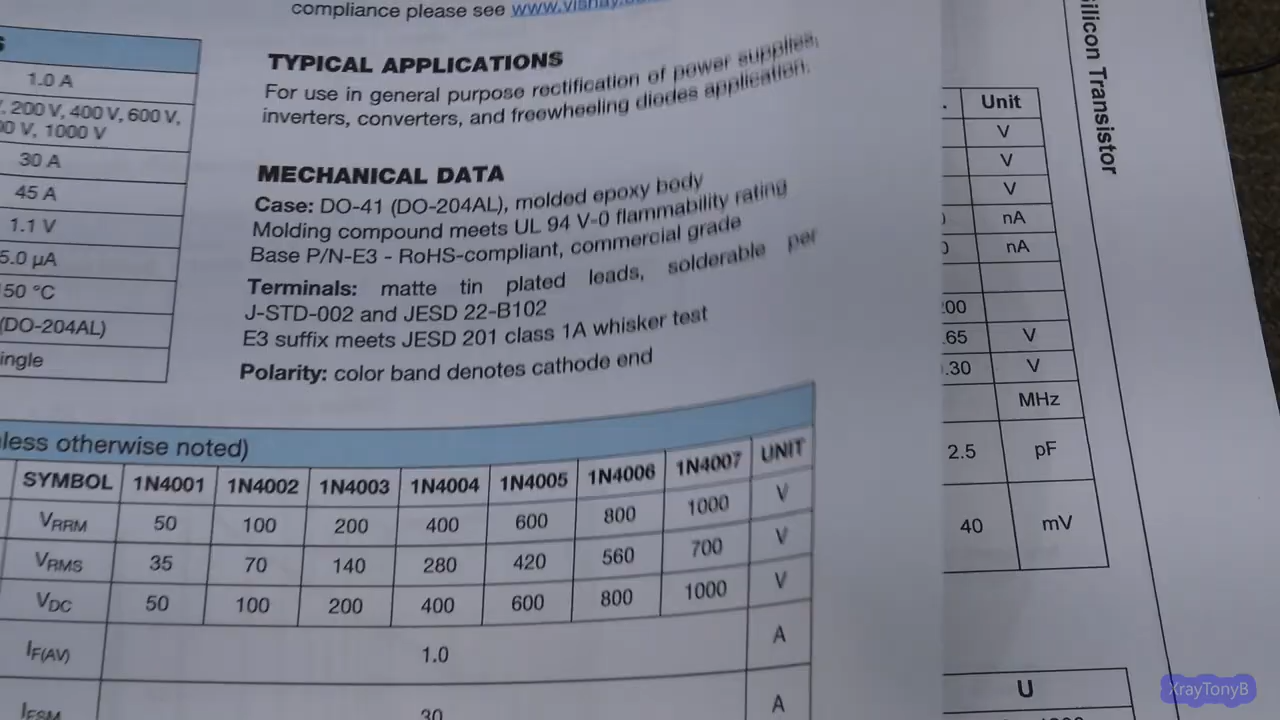 compliance please see www.vishay
TYPICAL APPLICATIONS
For use in general purpose rectification of power supplies,
inverters, converters, and freewheeling diodes application.
MECHANICAL DATA
Case: DO-41 (DO-204AL), molded epoxy body
Molding compound meets UL 94 V-0 flammability rating
Base P/N-E3 - RoHS-compliant, commercial grade
Terminals: matte tin plated leads, solderable per
J-STD-002 and JESD 22-B102
E3 suffix meets JESD 201 class 1A whisker test
Polarity: color band denotes cathode end
S
1.0 A
200 V, 400 V, 600 V,
V, 1000 V
30 A
45 A
1.1 V
5.0 µA
50 °C
(DO-204AL)
ingle
less otherwise noted)
SYMBOL 1N4001 1N4002 1N4003 1N4004 1N4005 1N4006 1N4007 UNIT
VRRM 50 100 200 400 600 800 1000 V
VRMS 35 70 140 280 420 560 700 V
VDC 50 100 200 400 600 800 1000 V
IF(AV) 1.0 A
IFSM 30 A
ilicon Transistor
. Unit
V
V
V
nA
nA
00
65 V
.30 V
MHz
2.5 pF
40 mV
U
XrayTonyB